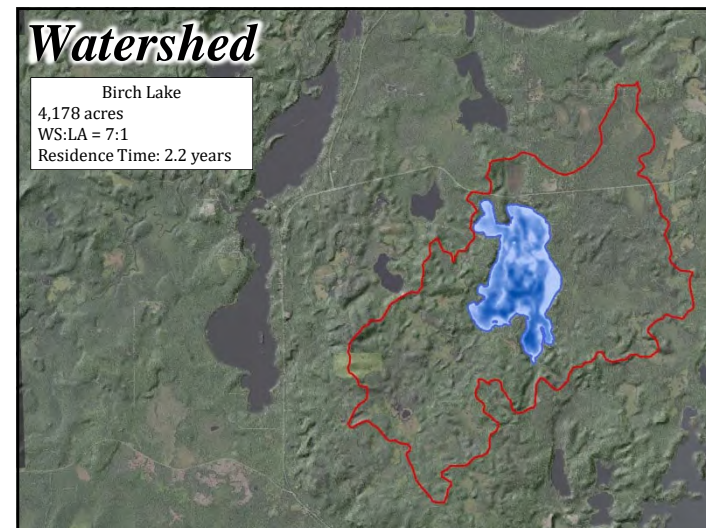 Watershed
Birch Lake
4,178 acres
WS:LA = 7:1
Residence Time: 2.2 years